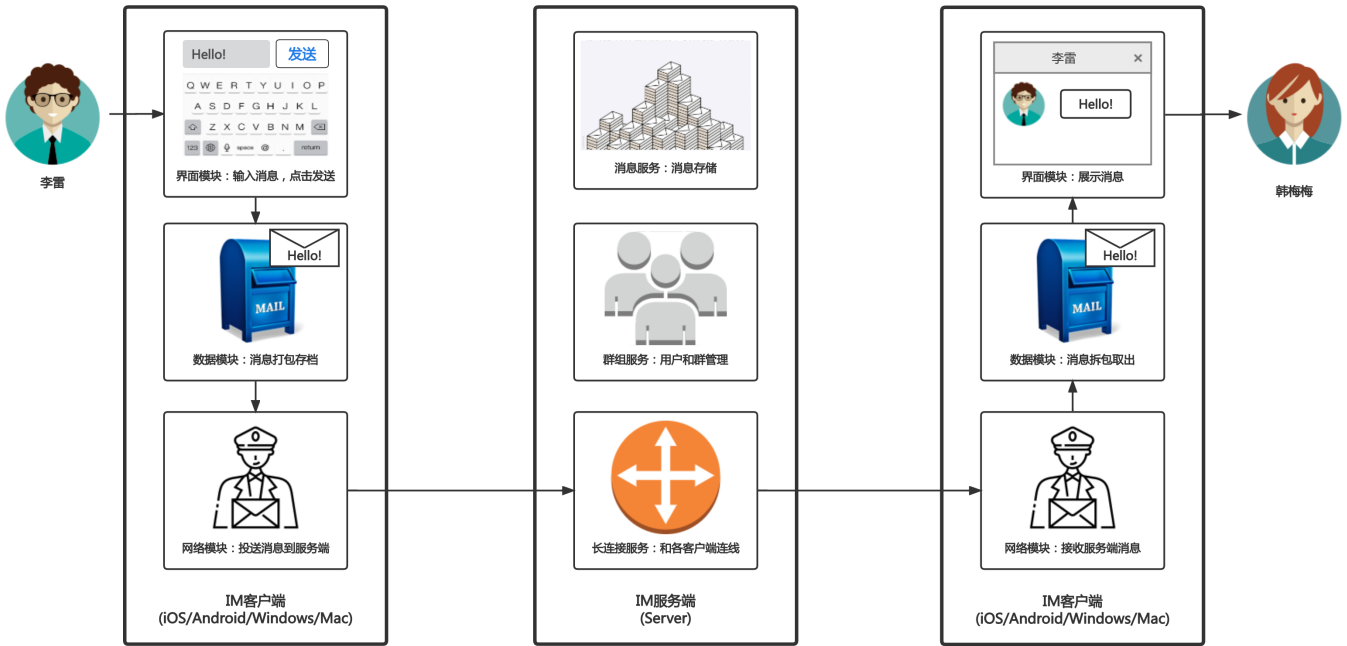 李雷
Hello!
发送
Q W E R T Y U I O P
A S D F G H J K L
Z X C V B N M
123
space
@
.
return
界面模块：输入消息，点击发送
Hello!
MAIL
数据模块：消息打包存档
网络模块：投送消息到服务端
IM客户端
(iOS/Android/Windows/Mac)
消息服务：消息存储
群组服务：用户和群管理
长连接服务：和各客户端连线
IM服务端
(Server)
李雷
×
Hello!
界面模块：展示消息
Hello!
MAIL
数据模块：消息拆包取出
网络模块：接收服务端消息
IM客户端
(iOS/Android/Windows/Mac)
韩梅梅